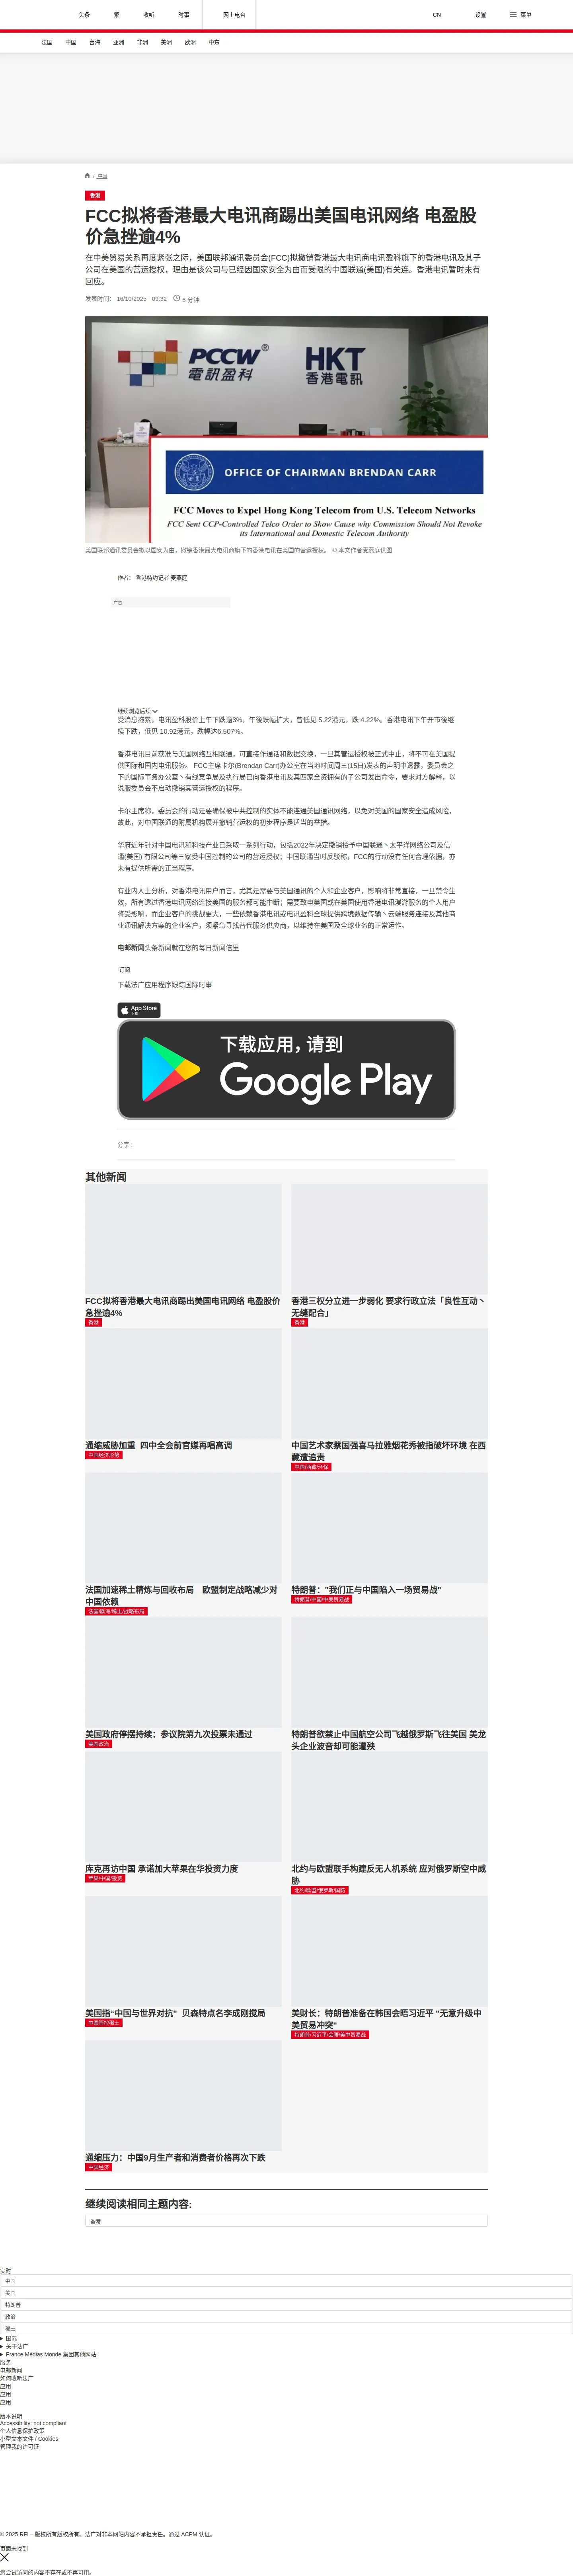 头条
繁
收听
时事
网上电台
CN
设置
菜单
法国
中国
台海
亚洲
非洲
美洲
欧洲
中东
/ 中国
香港
FCC拟将香港最大电讯商踢出美国电讯网络 电盈股
价急挫逾4%
在中美贸易关系再度紧张之际，美国联邦通讯委员会(FCC)拟撤销香港最大电讯商电讯盈科旗下的香港电讯及其子
公司在美国的营运授权，理由是该公司与已经因国家安全为由而受限的中国联通(美国)有关连。香港电讯暂时未有
回应。
发表时间： 16/10/2025 - 09:32
5 分钟
PCCW®
電訊盈科
HKT
香港電訊
OFFICE OF CHAIRMAN BRENDAN CARR
FCC Moves to Expel Hong Kong Telecom from U.S. Telecom Networks
FCC Sent CCP-Controlled Telco Order to Show Cause why Commission Should Not Revoke
its International and Domestic Telecom Authority
美国联邦通讯委员会拟以国安为由，撤销香港最大电讯商旗下的香港电讯在美国的营运授权。 © 本文作者麦燕庭供图
作者： 香港特约记者 麦燕庭
广告
继续浏览后续
受消息拖累，电讯盈科股价上午下跌逾3%，午後跌幅扩大，曾低见 5.22港元，跌 4.22%。香港电讯下午开市後继
续下跌，低见 10.92港元，跌幅达6.507%。
香港电讯目前获准与美国网络互相联通，可直接作通话和数据交换，一旦其营运授权被正式中止，将不可在美国提
供国际和国内电讯服务。 FCC主席卡尔(Brendan Carr)办公室在当地时间周三(15日)发表的声明中透露，委员会之
下的国际事务办公室丶有线竞争局及执行局已向香港电讯及其四家全资拥有的子公司发出命令，要求对方解释，以
说服委员会不启动撤销其营运授权的程序。
卡尔主席称，委员会的行动是要确保被中共控制的实体不能连通美国通讯网络，以免对美国的国家安全造成风险，
故此，对中国联通的附属机构展开撤销营运权的初步程序是适当的举措。
华府近年针对中国电讯和科技产业已采取一系列行动，包括2022年决定撤销授予中国联通丶太平洋网络公司及信
通(美国) 有限公司等三家受中国控制的公司的营运授权；中国联通当时反驳称，FCC的行动没有任何合理依据，亦
未有提供所需的正当程序。
有业内人士分析，对香港电讯用户而言，尤其是需要与美国通讯的个人和企业客户，影响将非常直接，一旦禁令生
效，所有透过香港电讯网络连接美国的服务都可能中断；需要致电美国或在美国使用香港电讯漫游服务的个人用户
将受影响，而企业客户的挑战更大，一些依赖香港电讯或电讯盈科全球提供跨境数据传输丶云端服务连接及其他商
业通讯解决方案的企业客户，须紧急寻找替代服务供应商，以维持在美国及全球业务的正常运作。
电邮新闻头条新闻就在您的每日新闻信里
订阅
下载法广应用程序跟踪国际时事
App Store
下载
下载应用，请到
Google Play
分享 :
其他新闻
FCC拟将香港最大电讯商踢出美国电讯网络 电盈股价
急挫逾4%
香港
香港三权分立进一步弱化 要求行政立法「良性互动丶
无缝配合」
香港
通缩威胁加重 四中全会前官媒再唱高调
中国经济形势
中国艺术家蔡国强喜马拉雅烟花秀被指破坏环境 在西
藏遭追责
中国/西藏/环保
法国加速稀土精炼与回收布局 欧盟制定战略减少对
中国依赖
法国/欧洲/稀土/战略布局
特朗普："我们正与中国陷入一场贸易战"
特朗普/中国/中美贸易战
美国政府停摆持续：参议院第九次投票未通过
美国政治
特朗普欲禁止中国航空公司飞越俄罗斯飞往美国 美龙
头企业波音却可能遭殃
库克再访中国 承诺加大苹果在华投资力度
苹果/中国/投资
北约与欧盟联手构建反无人机系统 应对俄罗斯空中威
胁
北约/欧盟/俄罗斯/国防
美国指“中国与世界对抗” 贝森特点名李成刚搅局
中国管控稀土
美财长：特朗普准备在韩国会晤习近平 "无意升级中
美贸易冲突"
特朗普/习近平/会晤/美中贸易战
通缩压力：中国9月生产者和消费者价格再次下跌
中国经济
继续阅读相同主题内容:
香港
实时
中国
美国
特朗普
政治
稀土
国际
关于法广
France Médias Monde 集团其他网站
服务
电邮新闻
如何收听法广
应用
应用
应用
版本说明
Accessibility: not compliant
个人信息保护政策
小型文本文件 / Cookies
管理我的许可证
© 2025 RFI – 版权所有版权所有。法广对非本网站内容不承担责任。通过 ACPM 认证。
页面未找到
您尝试访问的内容不存在或不再可用。